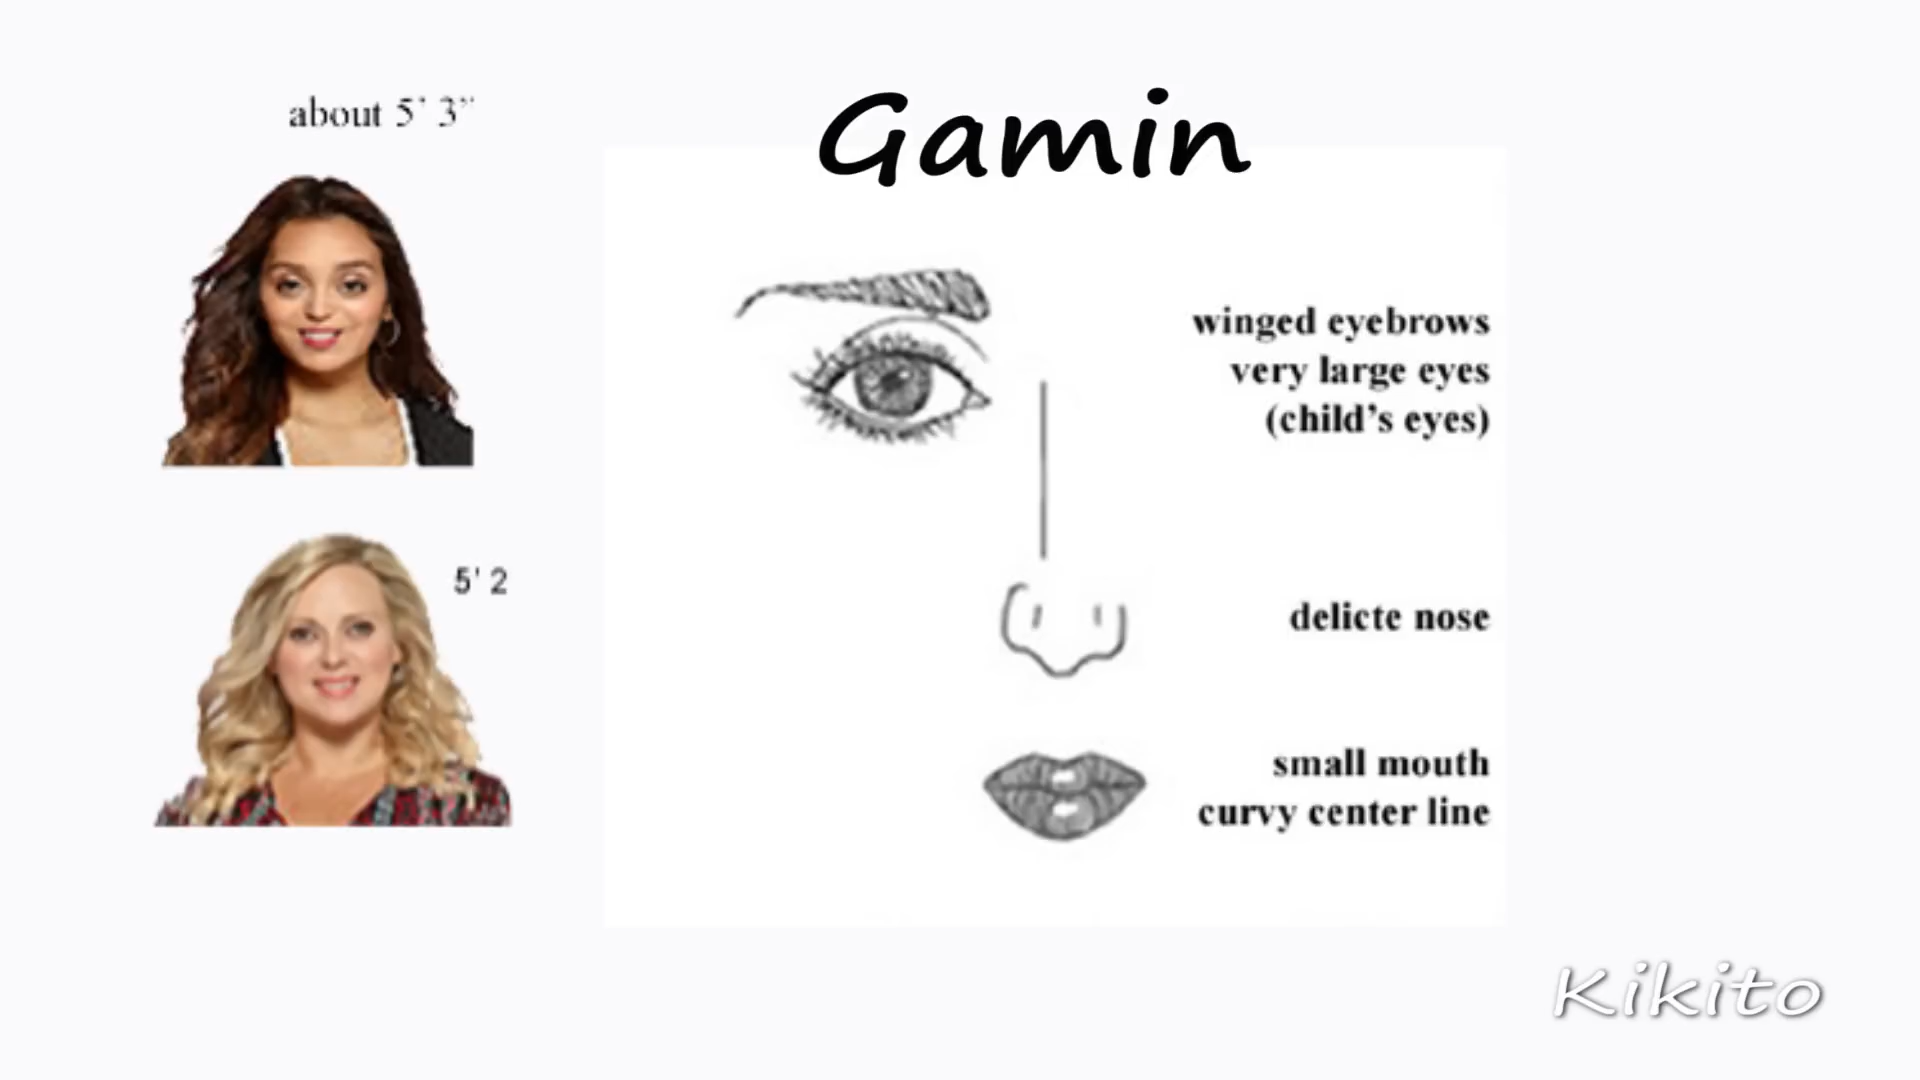 about 5' 3"
Gamin
winged eyebrows
very large eyes
(child's eyes)
5' 2
delicte nose
small mouth
curvy center line
Kikito